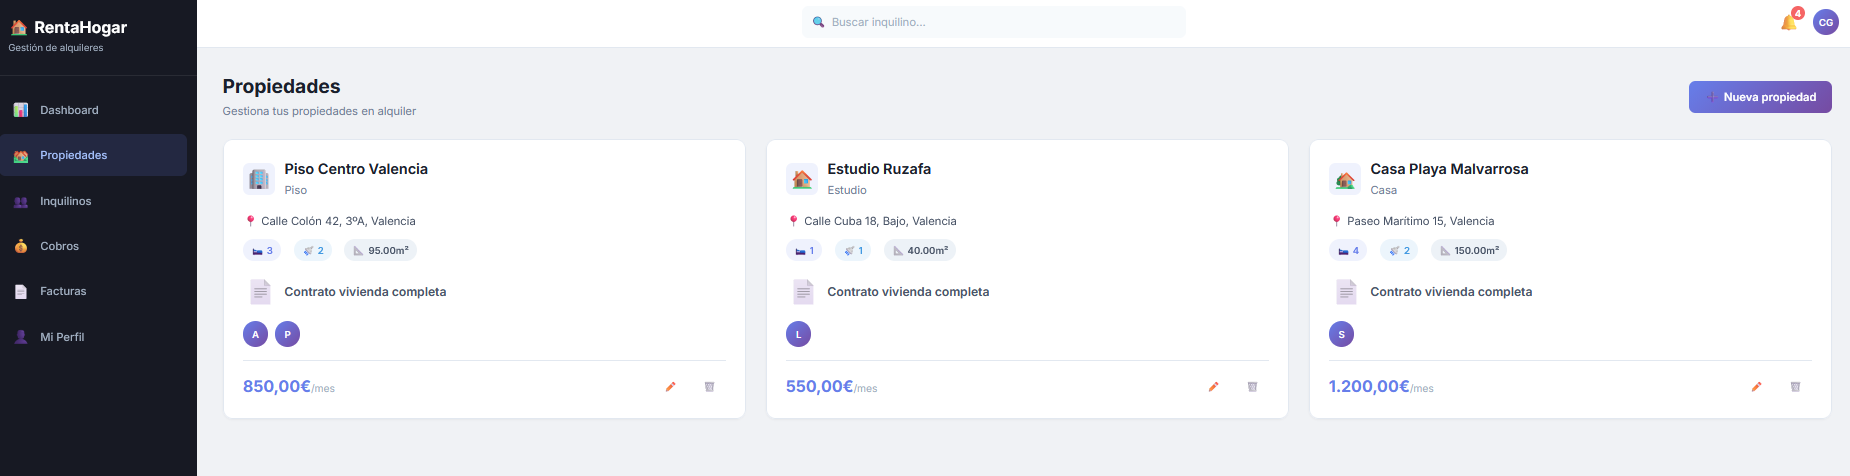 RentaHogar
Gestión de alquileres
Buscar inquilino...
4
CG
Dashboard
Propiedades
Inquilinos
Cobros
Facturas
Mi Perfil
Propiedades
Gestiona tus propiedades en alquiler
Nueva propiedad
Piso Centro Valencia
Piso
Calle Colón 42, 3ºA, Valencia
3 2 95.00m²
Contrato vivienda completa
A P
850,00€/mes
Estudio Ruzafa
Estudio
Calle Cuba 18, Bajo, Valencia
1 1 40.00m²
Contrato vivienda completa
L
550,00€/mes
Casa Playa Malvarrosa
Casa
Paseo Marítimo 15, Valencia
4 2 150.00m²
Contrato vivienda completa
S
1.200,00€/mes